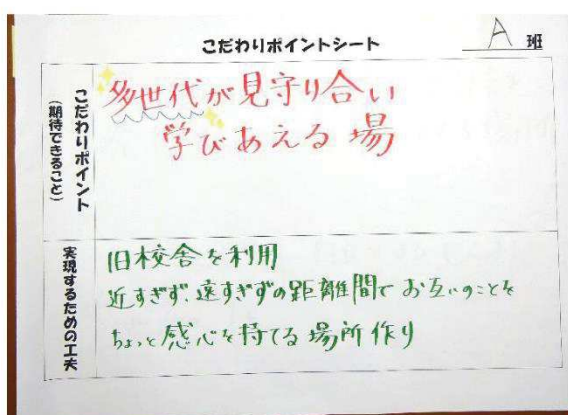 こだわりポイントシート
A 班
こだわりポイント
(期待できること)
多世代が見守り合い
学びあえる場
実現するための工夫
旧校舎を利用
近すぎず、遠すぎずの距離間でお互いのことを
ちょっと感心を持てる場所作り